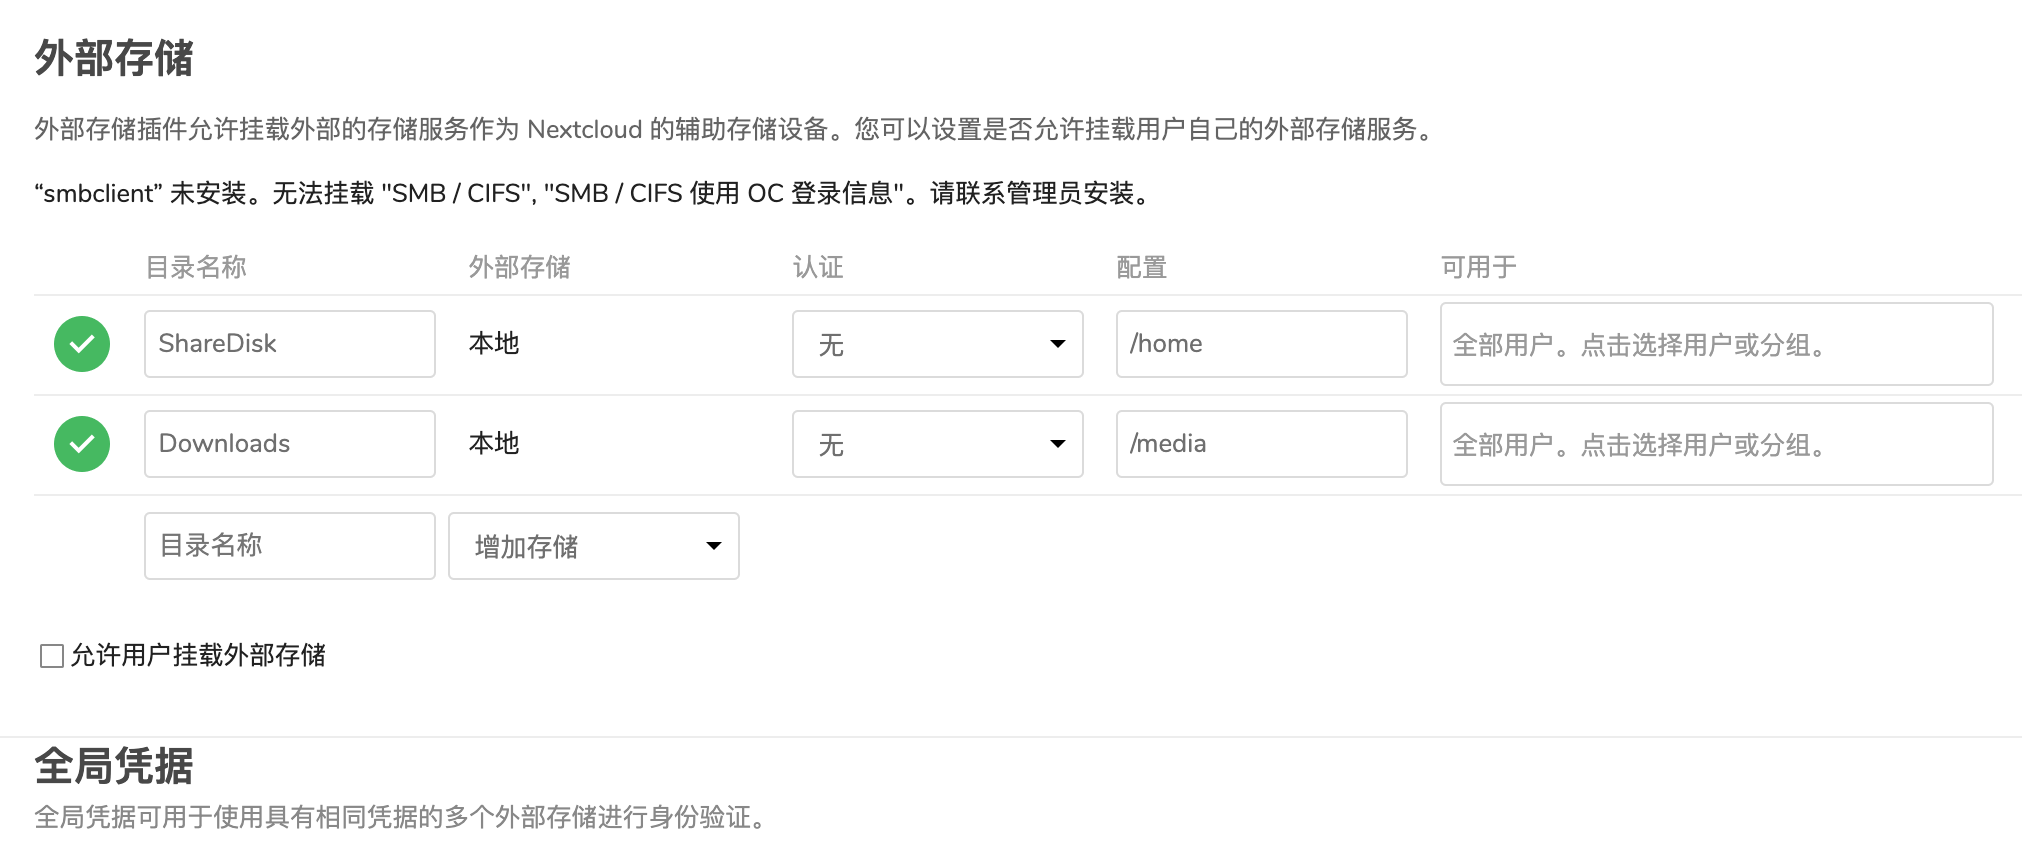 外部存储
外部存储插件允许挂载外部的存储服务作为 Nextcloud 的辅助存储设备。您可以设置是否允许挂载用户自己的外部存储服务。
“smbclient” 未安装。无法挂载 "SMB / CIFS", "SMB / CIFS 使用 OC 登录信息"。请联系管理员安装。
目录名称 外部存储 认证 配置 可用于
ShareDisk 本地 无 /home 全部用户。点击选择用户或分组。
Downloads 本地 无 /media 全部用户。点击选择用户或分组。
目录名称 增加存储
允许用户挂载外部存储
全局凭据
全局凭据可用于使用具有相同凭据的多个外部存储进行身份验证。